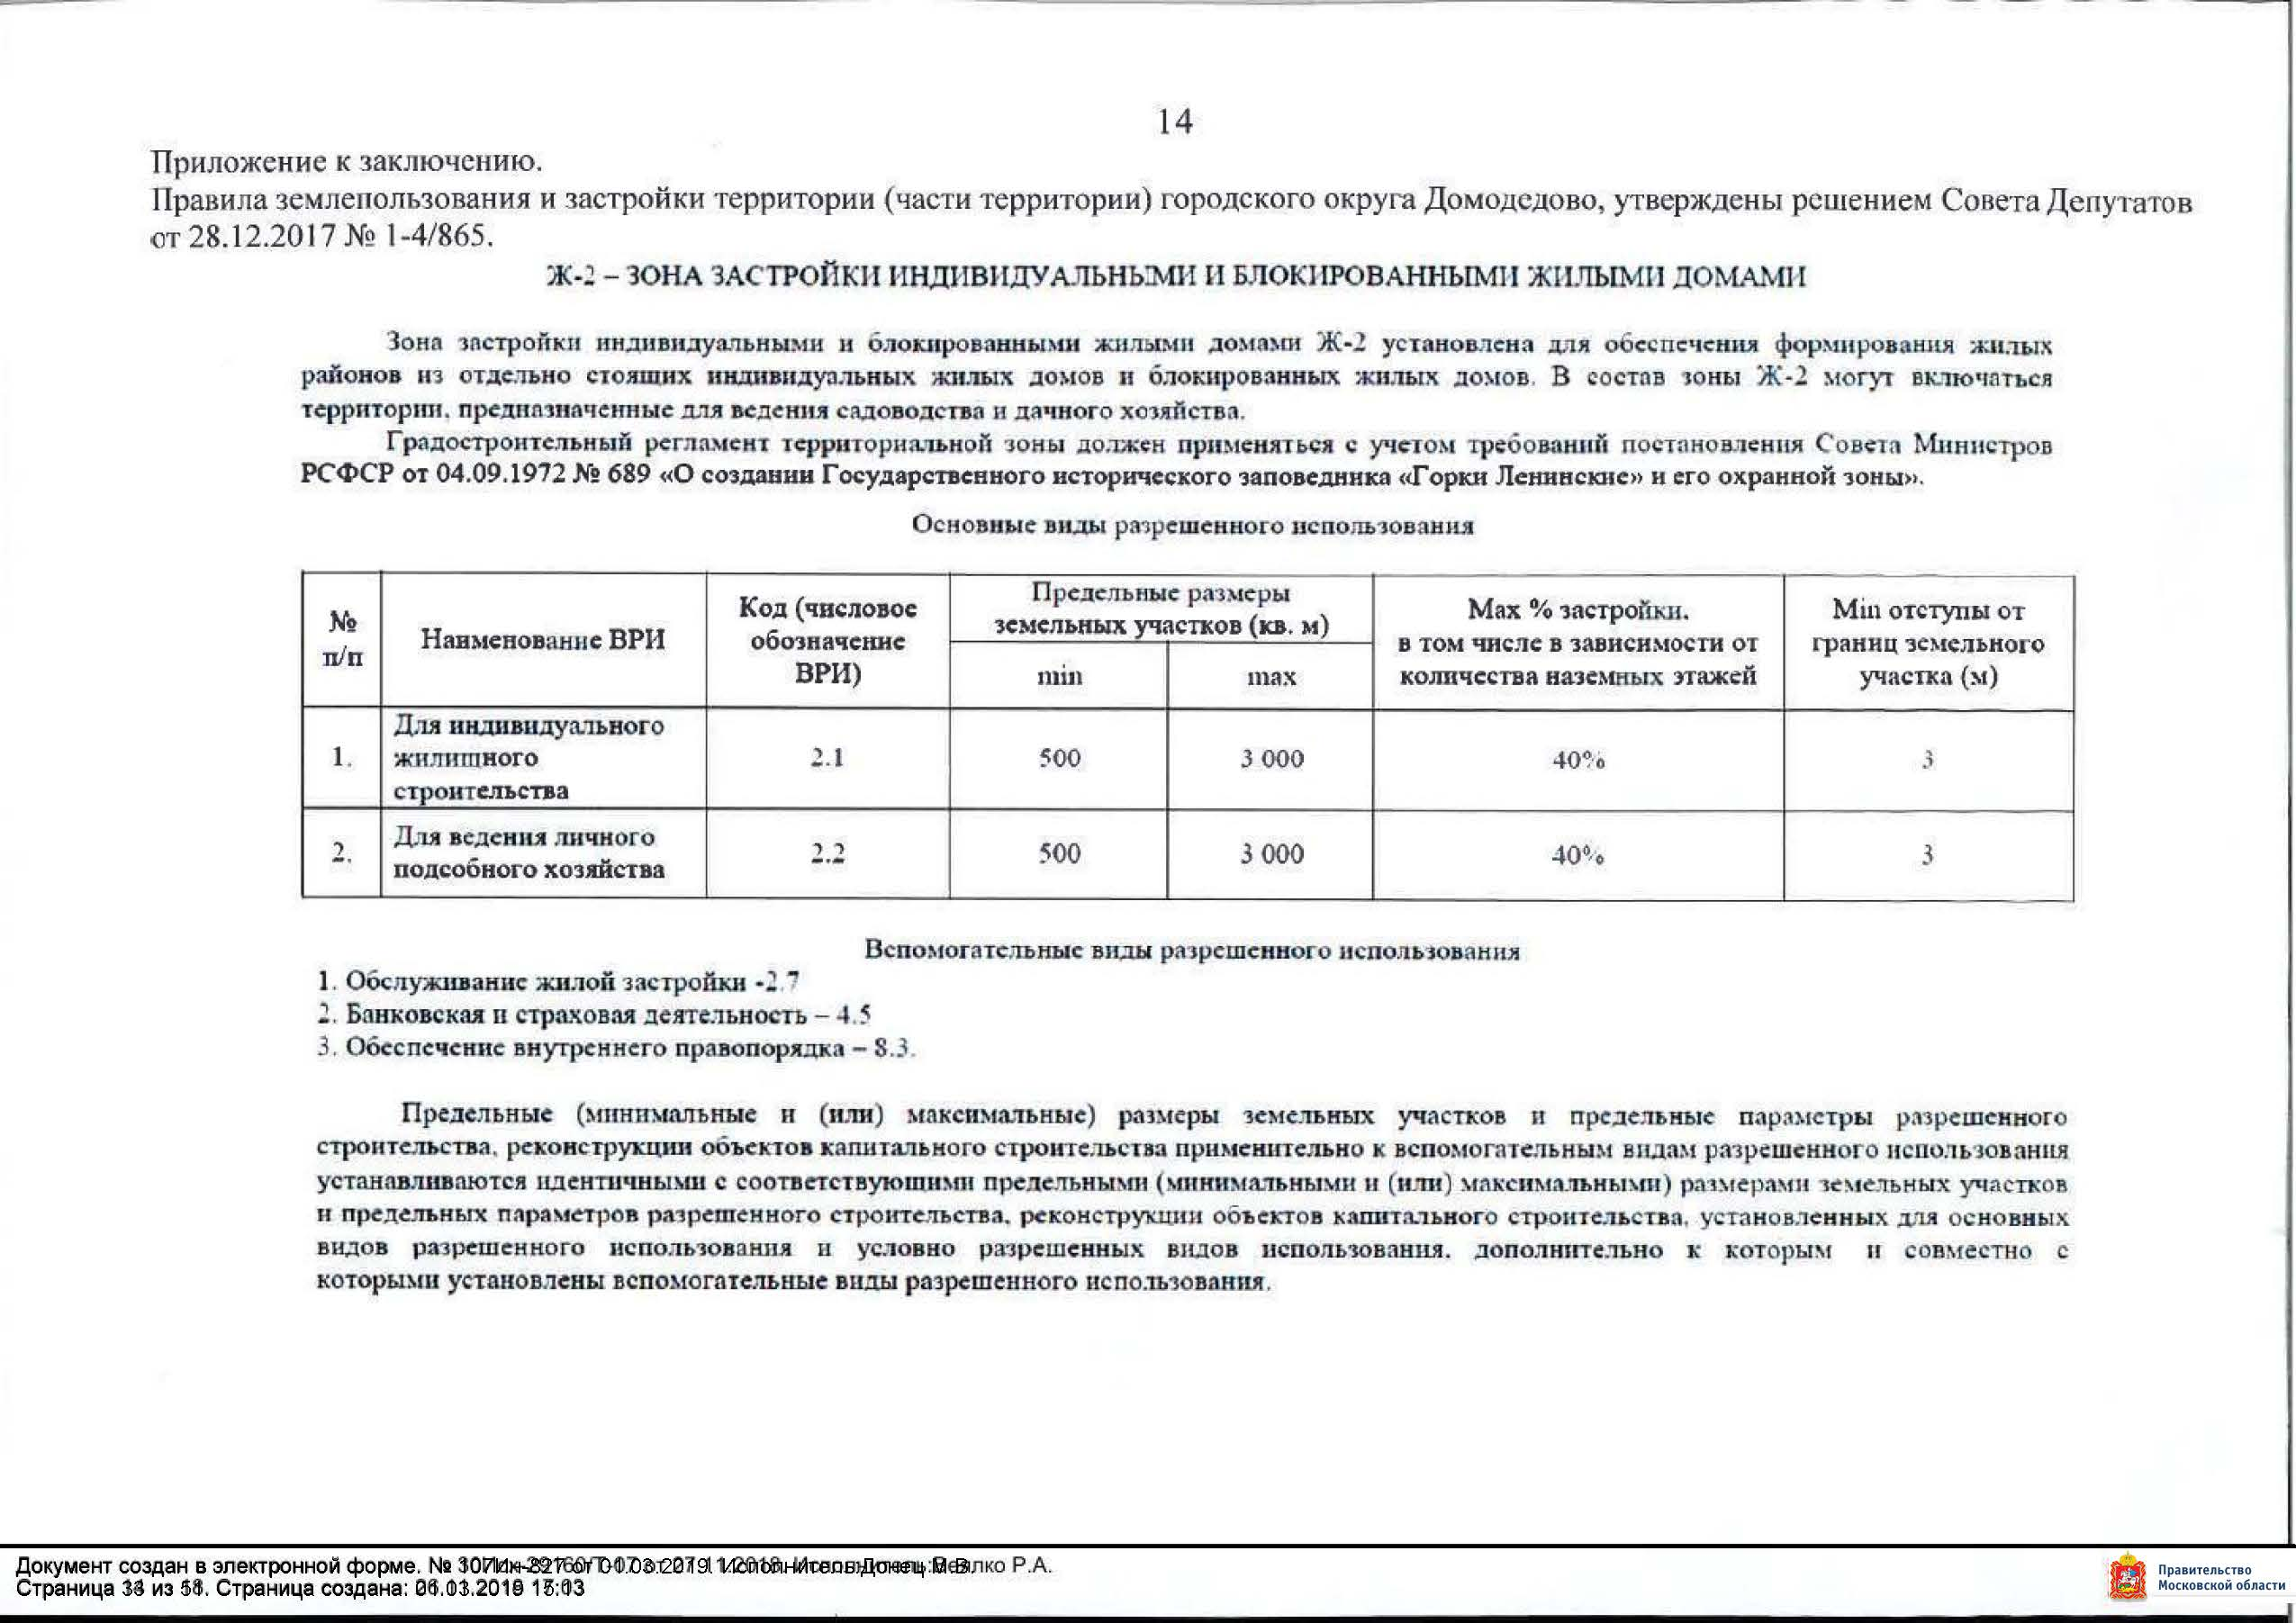 14
Приложение к заключению.
Правила землепользования и застройки территории (части территории) городского округа Домодедово, утверждены решением Совета Депутатов
от 28.12.2017 № 1-4/865.
Ж-2 – ЗОНА ЗАСТРОЙКИ ИНДИВИДУАЛЬНЫМИ И БЛОКИРОВАННЫМИ ЖИЛЫМИ ДОМАМИ
Зона застройки индивидуальными и блокированными жилыми домами Ж-2 установлена для обеспечения формирования жилых
районов из отдельно стоящих индивидуальных жилых домов и блокированных жилых домов. В состав зоны Ж-2 могут включаться
территории, предназначенные для ведения садоводства и дачного хозяйства.
Градостроительный регламент территориальной зоны должен применяться с учетом требований постановления Совета Министров
РСФСР от 04.09.1972 № 689 «О создании Государственного исторического заповедника «Горки Ленинские» и его охранной зоны».
Основные виды разрешенного использования
№ п/п
Наименование ВРИ
Код (числовое обозначение ВРИ)
Предельные размеры земельных участков (кв. м)
min
max
Max % застройки. в том числе в зависимости от количества наземных этажей
Min отступы от границ земельного участка (м)
1. Для индивидуального жилищного строительства 2.1 500 3 000 40% 3
2. Для ведения личного подсобного хозяйства 2.2 500 3 000 40% 3
Вспомогательные виды разрешенного использования
1. Обслуживание жилой застройки -2.7
2. Банковская и страховая деятельность – 4.5
3. Обеспечение внутреннего правопорядка – 8.3.
Предельные (минимальные и (или) максимальные) размеры земельных участков и предельные параметры разрешенного
строительства, реконструкции объектов капитального строительства применительно к вспомогательным видам разрешенного использования
устанавливаются идентичными с соответствующими предельными (минимальными и (или) максимальными) размерами земельных участков
и предельных параметров разрешенного строительства, реконструкции объектов капитального строительства, установленных для основных
видов разрешенного использования и условно разрешенных видов использования, дополнительно к которым и совместно с
которыми установлены вспомогательные виды разрешенного использования.
Документ создан в электронной форме. № Р.А.
Страница из Страница создана:
Правительство
Московской области